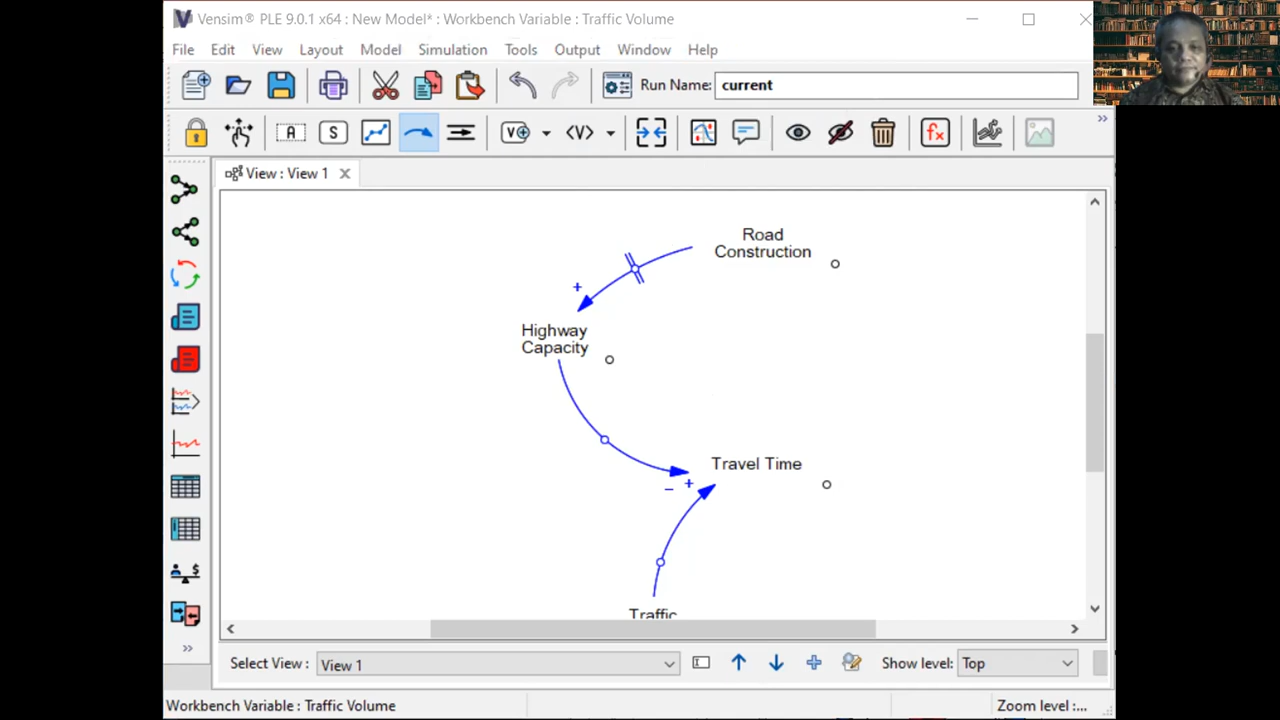 Vensim® PLE 9.0.1 x64 : New Model* : Workbench Variable : Traffic Volume
File Edit View Layout Model Simulation Tools Output Window Help
Run Name: current
A S V <V> fx
View : View 1
Road
Construction
+
Highway
Capacity
Travel Time
− +
Traffic
Select View : View 1 Show level: Top
Workbench Variable : Traffic Volume Zoom level :...